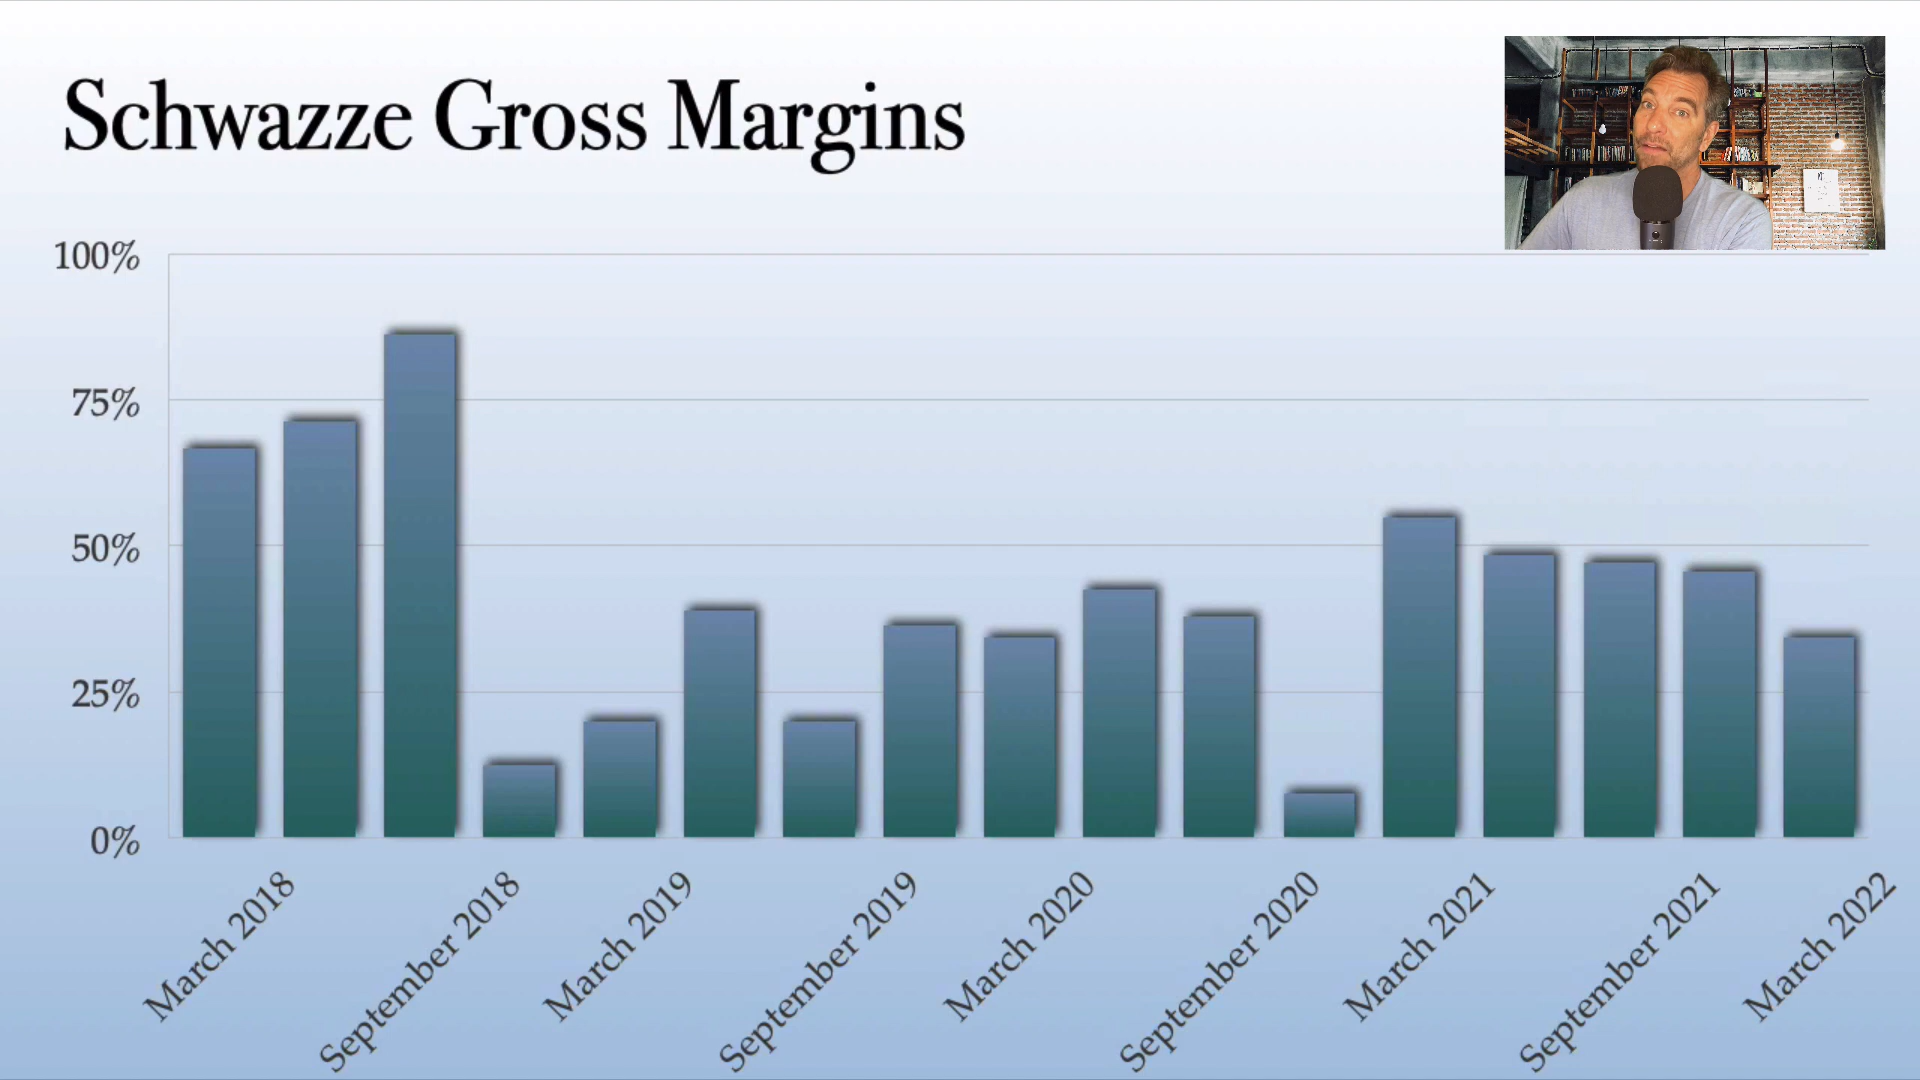 Schwazze Gross Margins
100%
75%
50%
25%
0%
March 2018
September 2018
March 2019
September 2019
March 2020
September 2020
March 2021
September 2021
March 2022